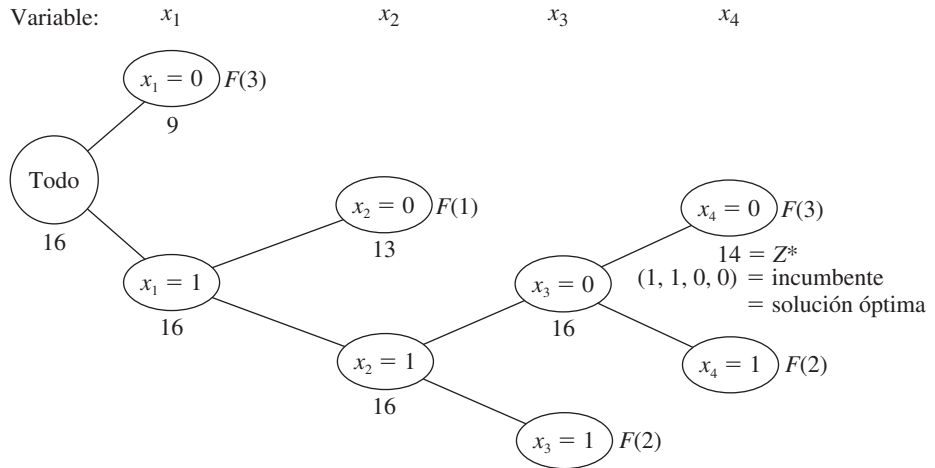 Variable: x₁ x₂ x₃ x₄
x₁ = 0 F(3)
9
Todo
16
x₂ = 0 F(1)
13
x₄ = 0 F(3)
14 = Z*
(1, 1, 0, 0) = incumbente
= solución óptima
x₁ = 1
16
x₃ = 0
16
x₂ = 1
16
x₄ = 1 F(2)
x₃ = 1 F(2)